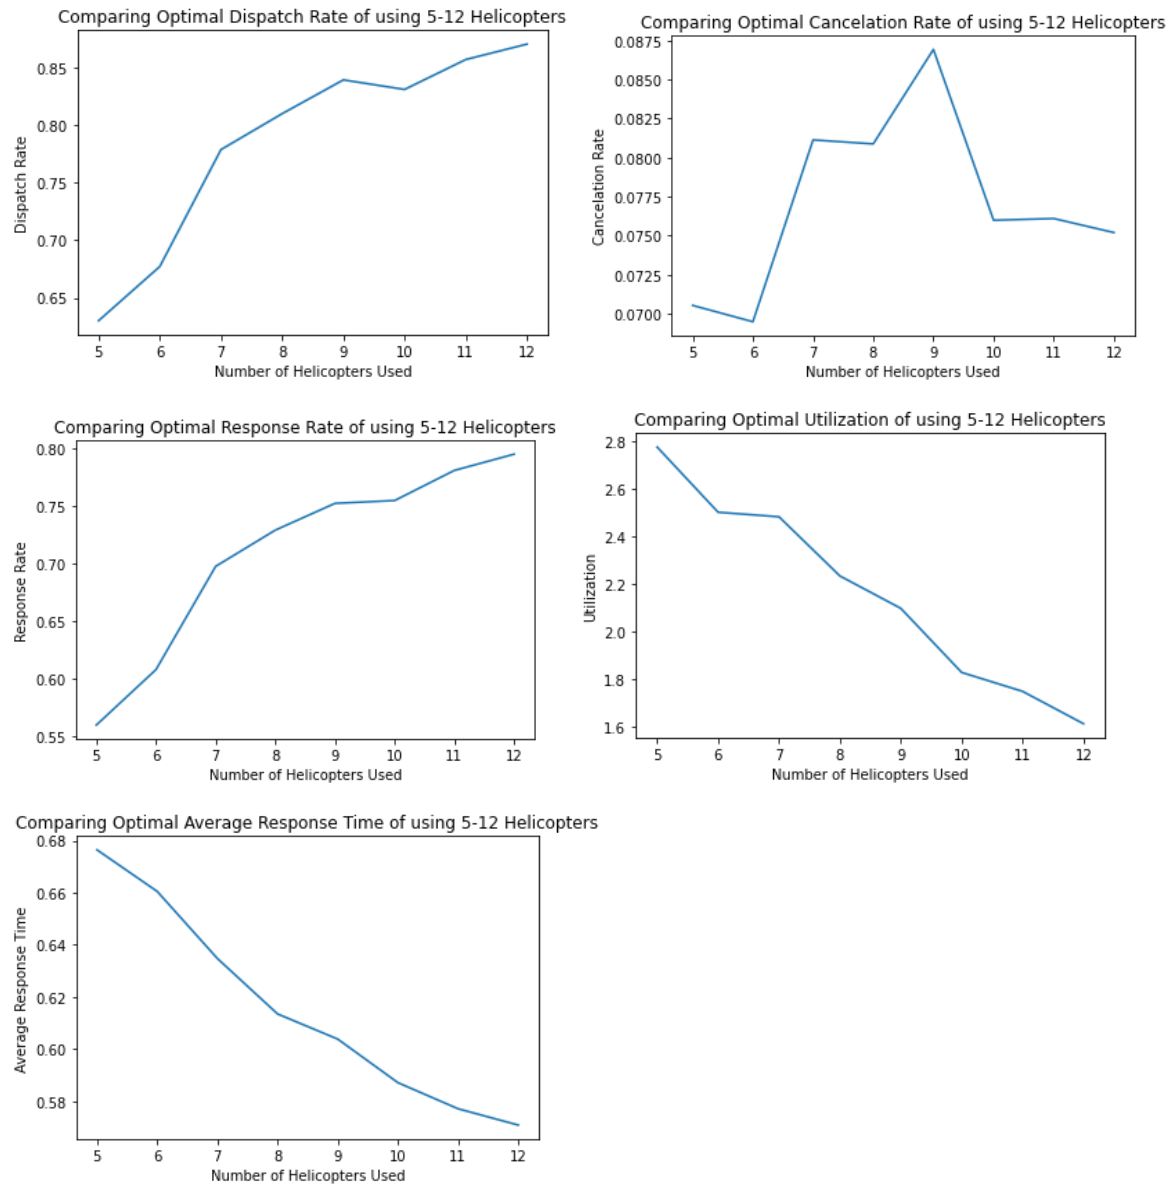 Comparing Optimal Dispatch Rate of using 5-12 Helicopters
0.85
0.80
0.75
0.70
0.65
Dispatch Rate
5 6 7 8 9 10 11 12
Number of Helicopters Used
Comparing Optimal Cancelation Rate of using 5-12 Helicopters
0.0875
0.0850
0.0825
0.0800
0.0775
0.0750
0.0725
0.0700
Cancelation Rate
5 6 7 8 9 10 11 12
Number of Helicopters Used
Comparing Optimal Response Rate of using 5-12 Helicopters
0.80
0.75
0.70
0.65
0.60
0.55
Response Rate
5 6 7 8 9 10 11 12
Number of Helicopters Used
Comparing Optimal Utilization of using 5-12 Helicopters
2.8
2.6
2.4
2.2
2.0
1.8
1.6
Utilization
5 6 7 8 9 10 11 12
Number of Helicopters Used
Comparing Optimal Average Response Time of using 5-12 Helicopters
0.68
0.66
0.64
0.62
0.60
0.58
Average Response Time
5 6 7 8 9 10 11 12
Number of Helicopters Used